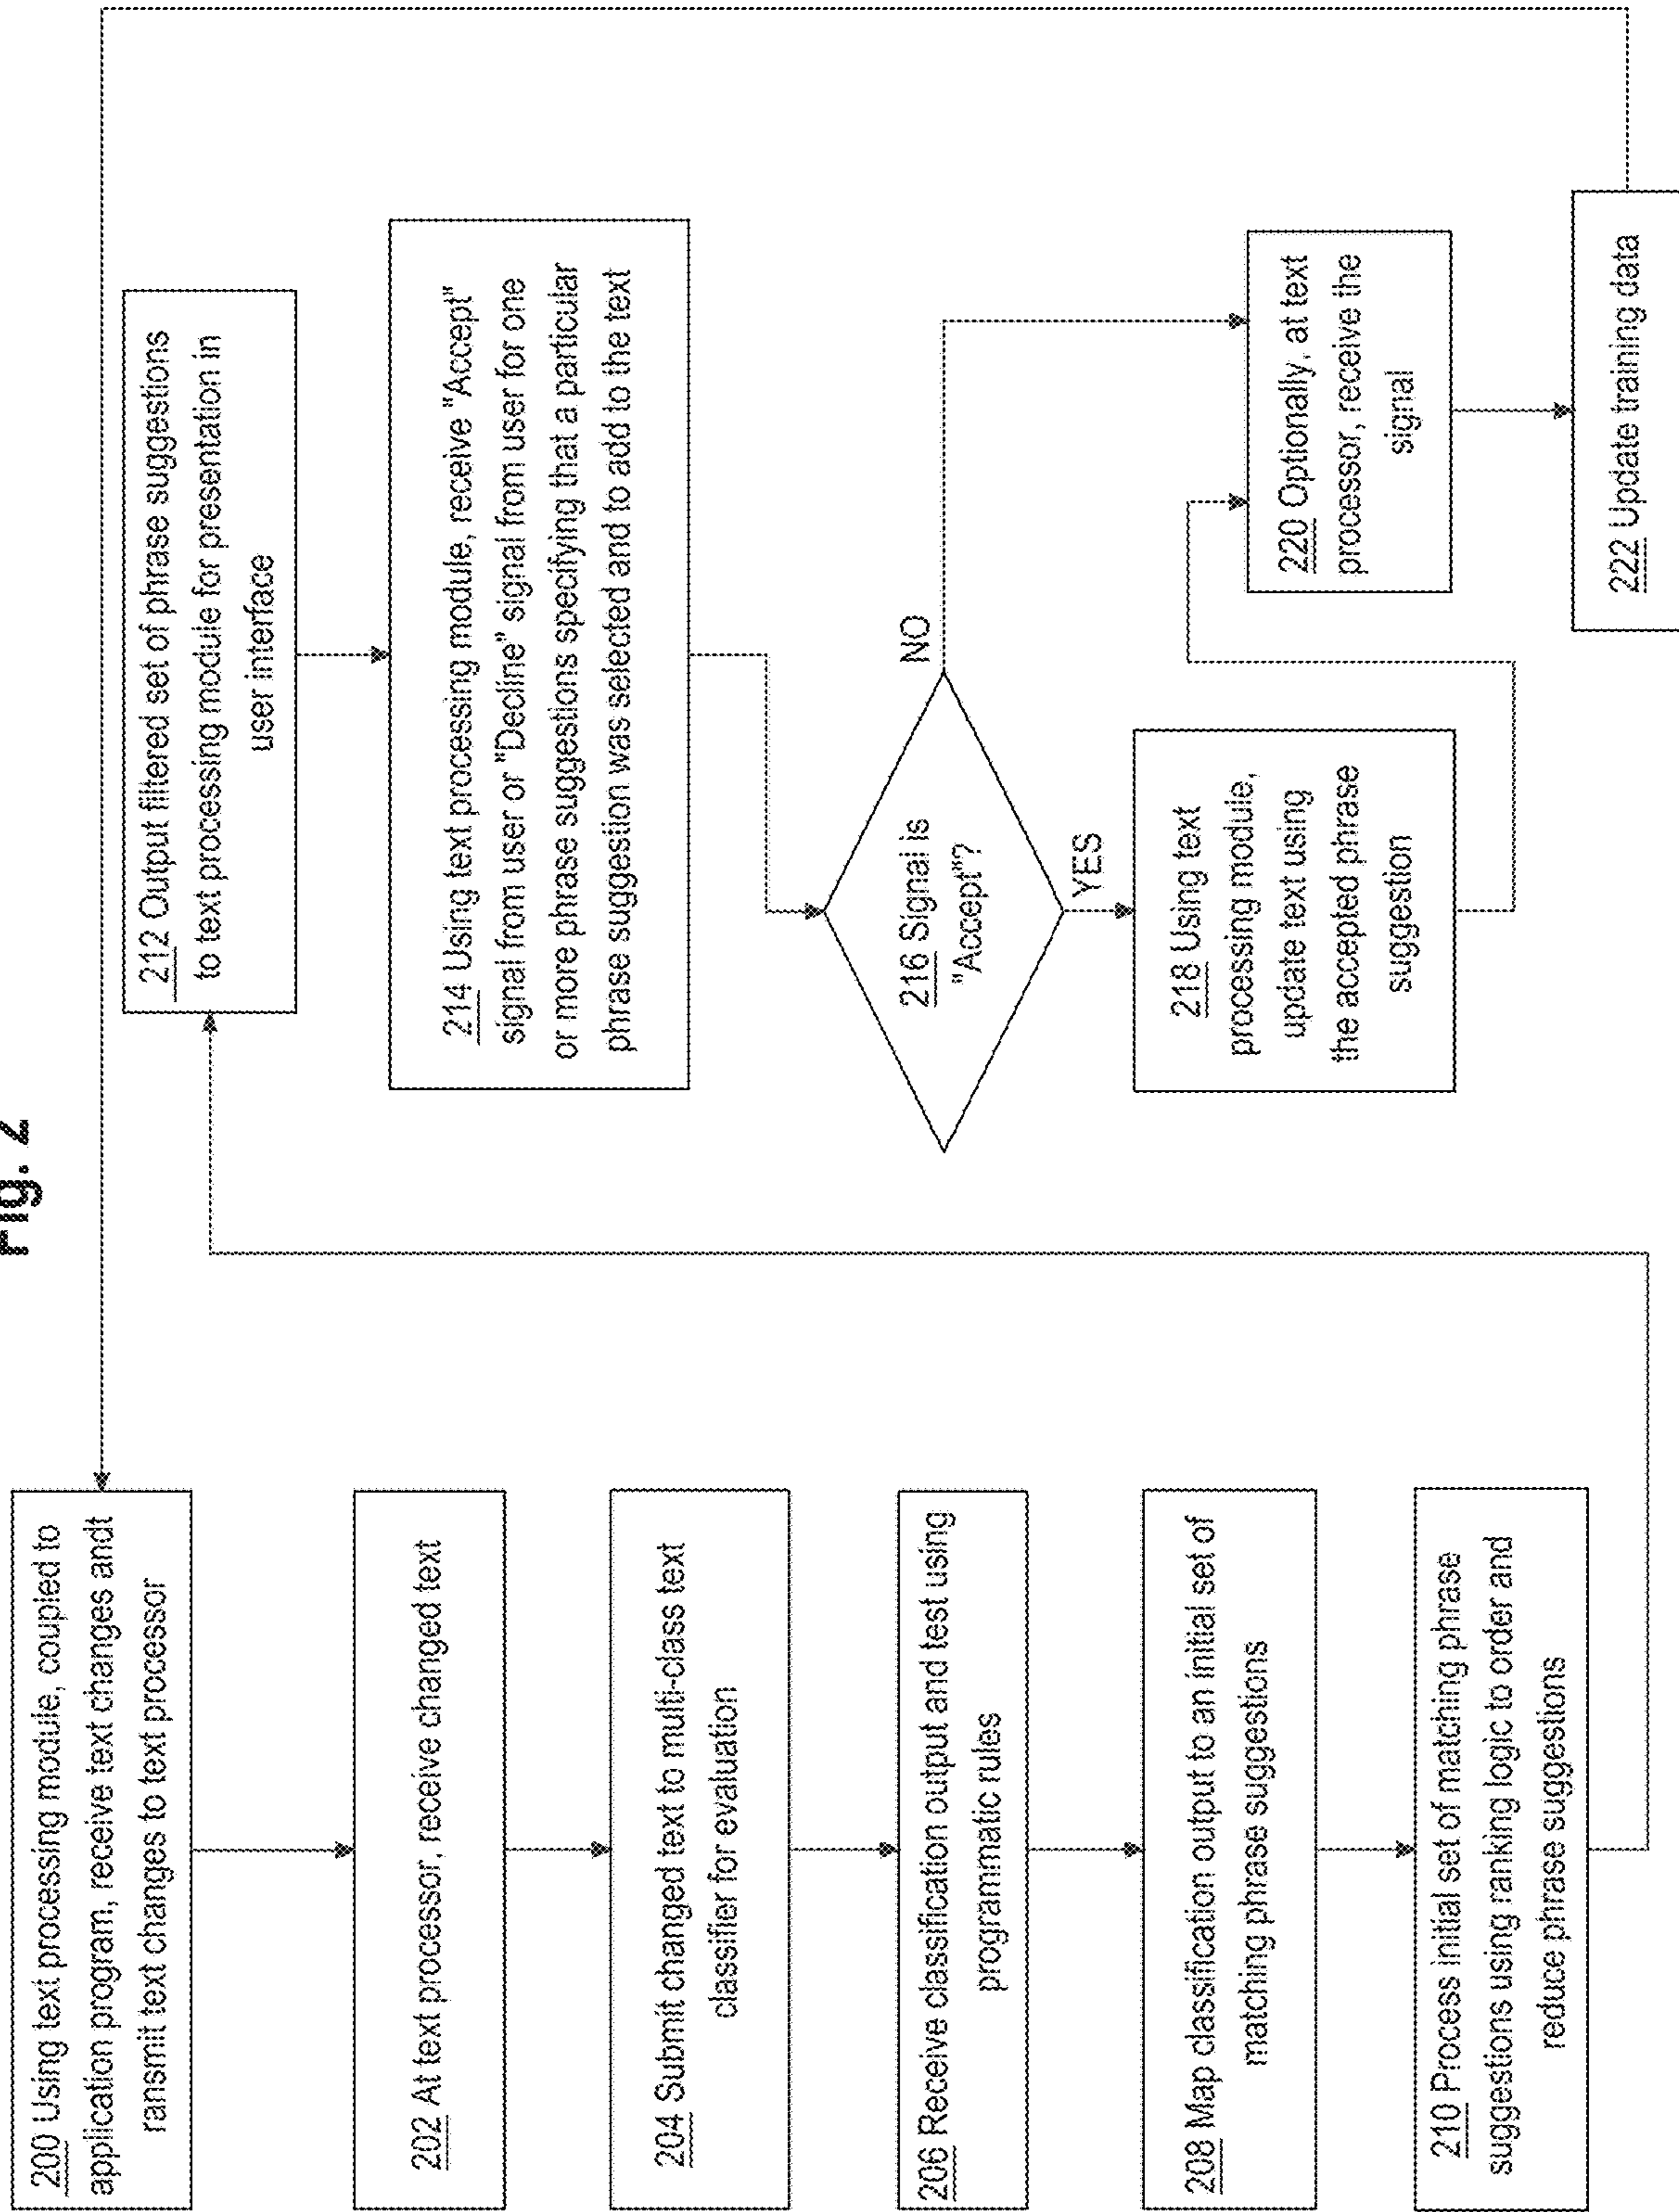 Fig. 2
200 Using text processing module, coupled to
application program, receive text changes andt
ransmit text changes to text processor
202 At text processor, receive changed text
204 Submit changed text to multi-class text
classifier for evaluation
206 Receive classification output and test using
programmatic rules
208 Map classification output to an initial set of
matching phrase suggestions
210 Process initial set of matching phrase
suggestions using ranking logic to order and
reduce phrase suggestions
212 Output filtered set of phrase suggestions
to text processing module for presentation in
user interface
214 Using text processing module, receive "Accept"
signal from user or "Decline" signal from user for one
or more phrase suggestions specifying that a particular
phrase suggestion was selected and to add to the text
216 Signal is
"Accept"?
NO
YES
218 Using text
processing module,
update text using
the accepted phrase
suggestion
220 Optionally, at text
processor, receive the
signal
222 Update training data